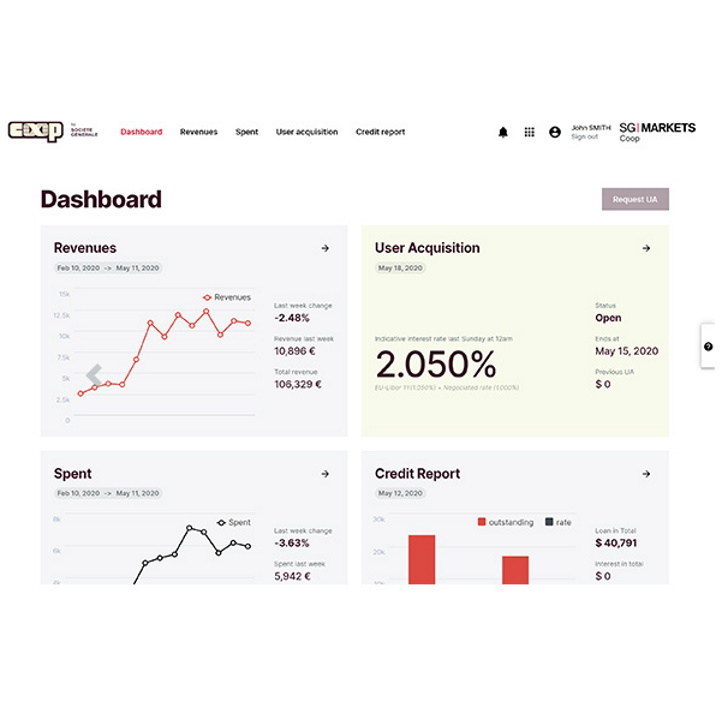 coop
by
SOCIETE
GENERALE
Dashboard
Revenues
Spent
User acquisition
Credit report
John SMITH
Sign out
SG|MARKETS
Coop
Dashboard
Request UA
Revenues
Feb 10, 2020 -> May 11, 2020
15k
12.5k
10k
7.5k
5k
2.5k
0
Revenues
Last week change
-2.48%
Revenue last week
10,896 €
Total revenue
106,329 €
User Acquisition
May 18, 2020
Indicative interest rate last Sunday at 12am
2.050%
EU-Libor 1Y(1.050%) + Negociated rate (1.000%)
Status
Open
Ends at
May 15, 2020
Previous UA
$ 0
Spent
Feb 10, 2020 -> May 11, 2020
8k
6k
4k
Spent
Last week change
-3.63%
Spent last week
5,942 €
Credit Report
May 12, 2020
30k
20k
10k
outstanding
rate
Loan in Total
$ 40,791
Interest in total
$ 0